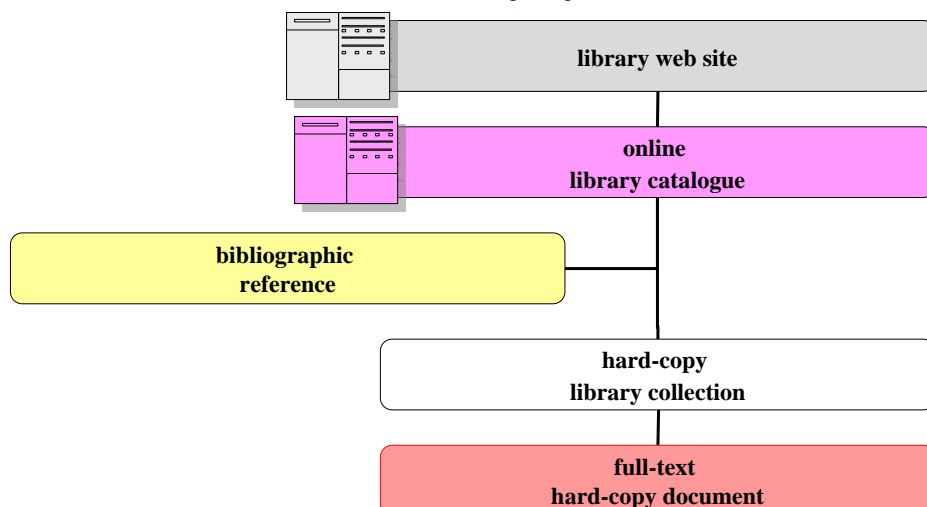 library web site
online
library catalogue
bibliographic
reference
hard-copy
library collection
full-text
hard-copy document